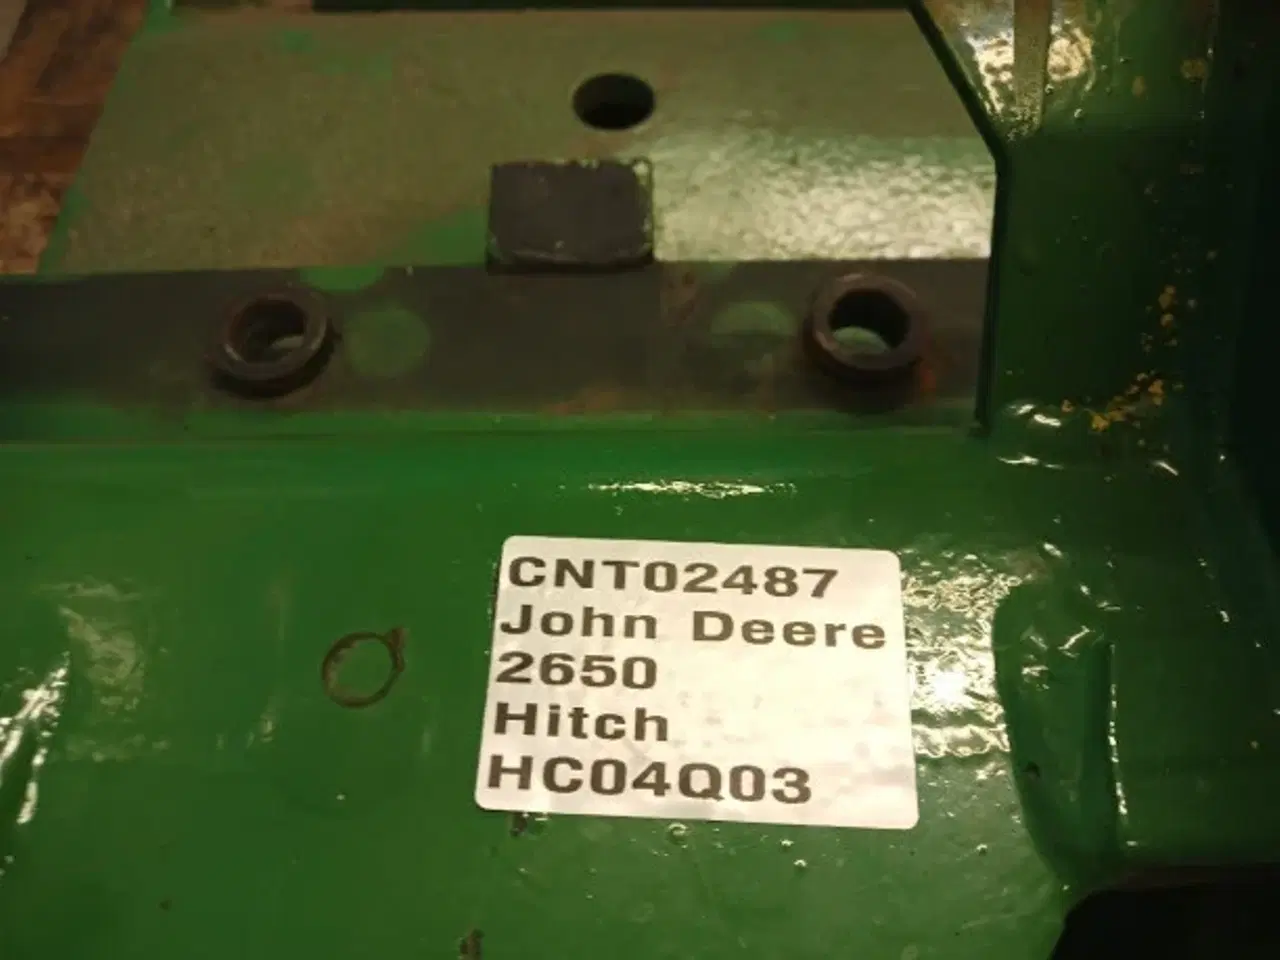 CNT02487
John Deere
2650
Hitch
HC04Q03